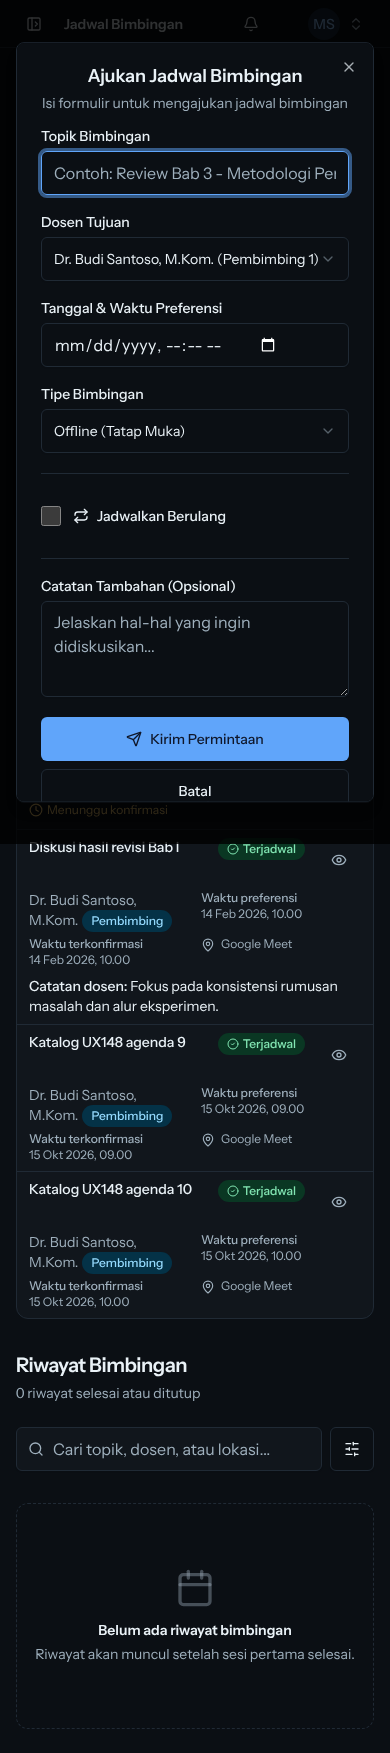 Jadwal Bimbingan
MS
Ajukan Jadwal Bimbingan
Isi formulir untuk mengajukan jadwal bimbingan
Topik Bimbingan
Contoh: Review Bab 3 - Metodologi Per
Dosen Tujuan
Dr. Budi Santoso, M.Kom. (Pembimbing 1)
Tanggal & Waktu Preferensi
mm/dd/yyyy, --:-- --
Tipe Bimbingan
Offline (Tatap Muka)
Jadwalkan Berulang
Catatan Tambahan (Opsional)
Jelaskan hal-hal yang ingin
didiskusikan...
Kirim Permintaan
Batal
Menunggu konfirmasi
Diskusi hasil revisi Bab I
Terjadwal
Dr. Budi Santoso,
M.Kom. Pembimbing
Waktu preferensi
14 Feb 2026, 10.00
Waktu terkonfirmasi
14 Feb 2026, 10.00
Google Meet
Catatan dosen: Fokus pada konsistensi rumusan
masalah dan alur eksperimen.
Katalog UX148 agenda 9
Terjadwal
Dr. Budi Santoso,
M.Kom. Pembimbing
Waktu preferensi
15 Okt 2026, 09.00
Waktu terkonfirmasi
15 Okt 2026, 09.00
Google Meet
Katalog UX148 agenda 10
Terjadwal
Dr. Budi Santoso,
M.Kom. Pembimbing
Waktu preferensi
15 Okt 2026, 10.00
Waktu terkonfirmasi
15 Okt 2026, 10.00
Google Meet
Riwayat Bimbingan
0 riwayat selesai atau ditutup
Cari topik, dosen, atau lokasi...
Belum ada riwayat bimbingan
Riwayat akan muncul setelah sesi pertama selesai.